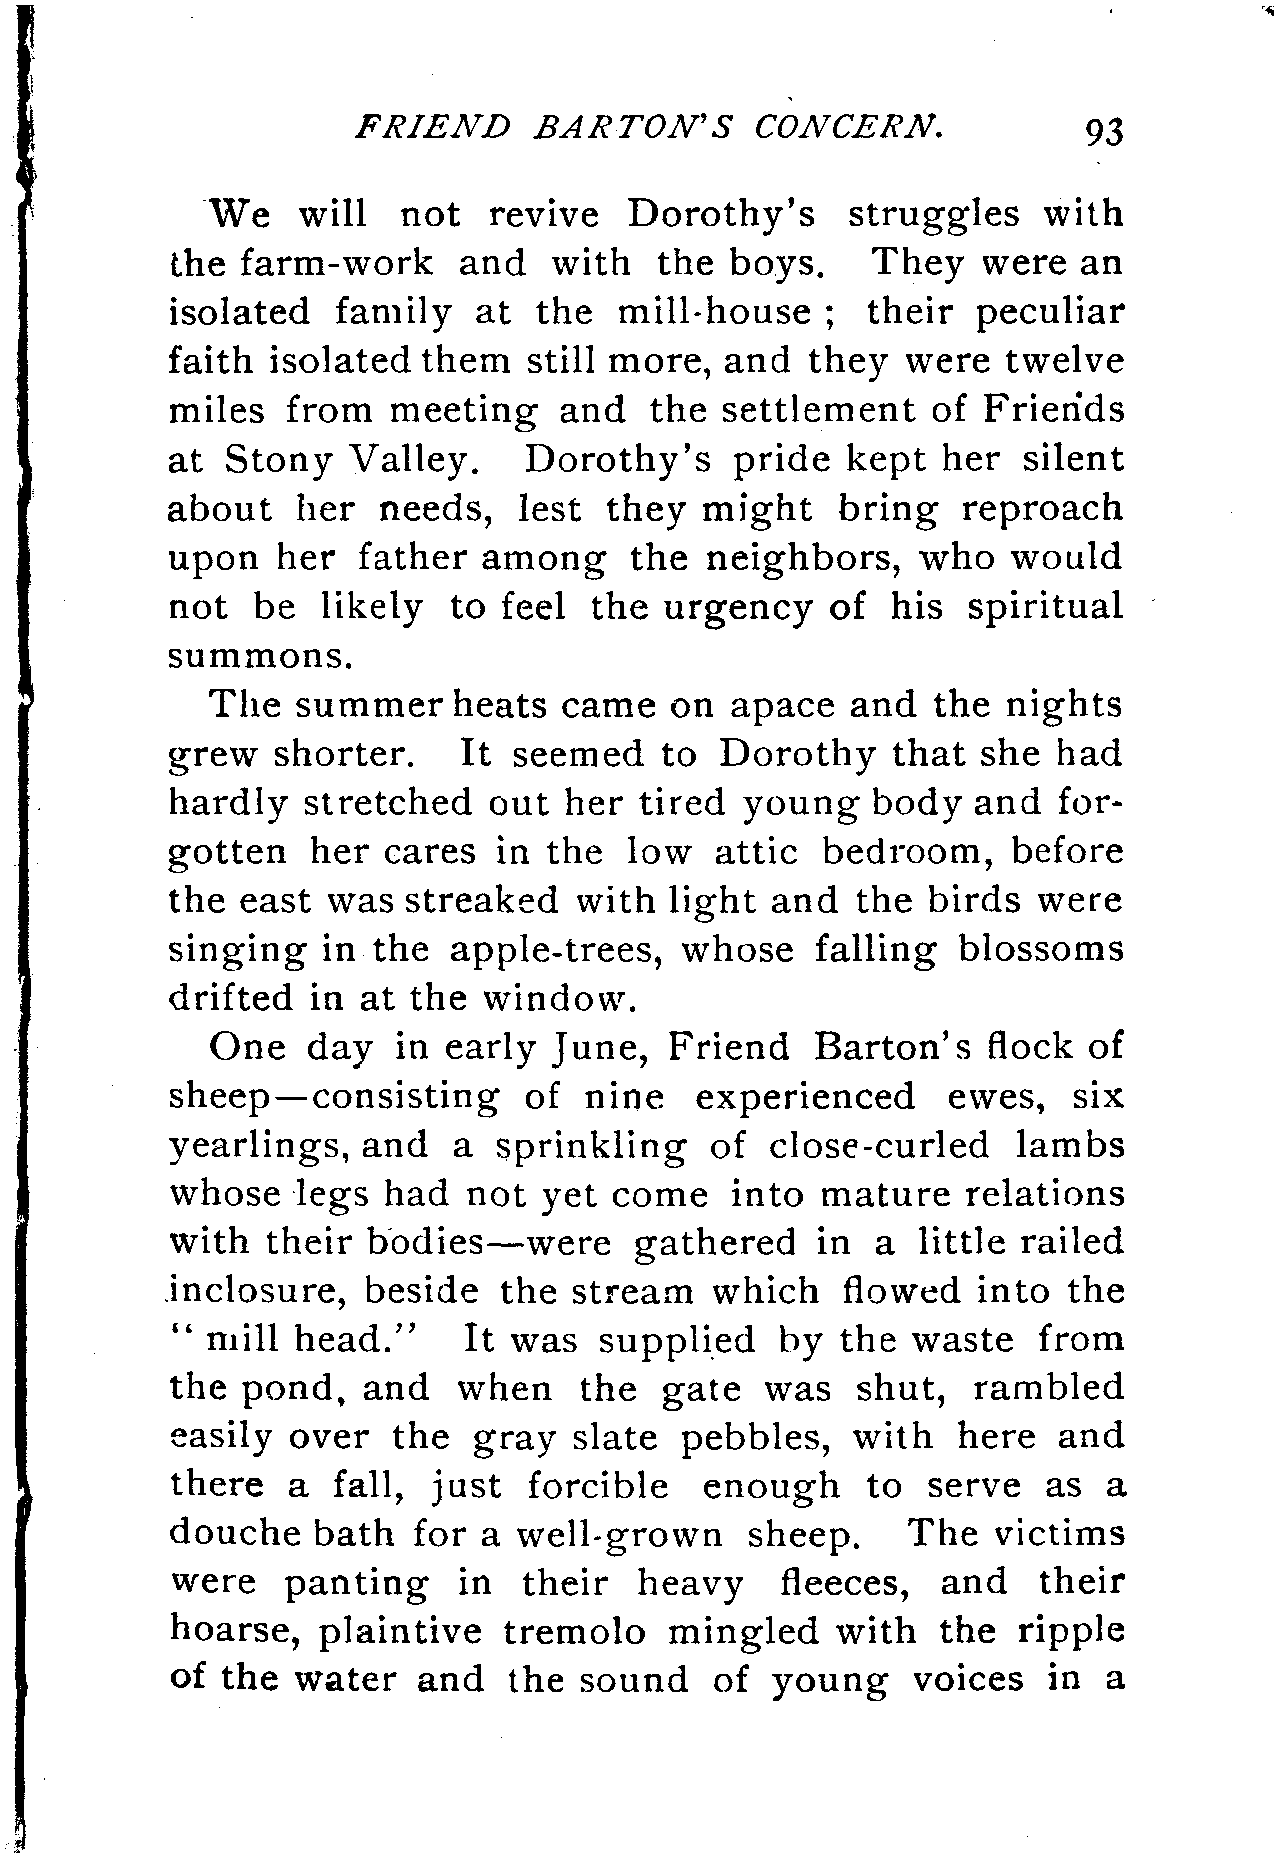 FRIEND BARTON'S CONCERN. 93
We will not revive Dorothy's struggles with
the farm-work and with the boys. They were an
isolated family at the mill-house ; their peculiar
faith isolated them still more, and they were twelve
miles from meeting and the settlement of Friends
at Stony Valley. Dorothy's pride kept her silent
about her needs, lest they might bring reproach
upon her father among the neighbors, who would
not be likely to feel the urgency of his spiritual
summons.
The summer heats came on apace and the nights
grew shorter. It seemed to Dorothy that she had
hardly stretched out her tired young body and for-
gotten her cares in the low attic bedroom, before
the east was streaked with light and the birds were
singing in the apple-trees, whose falling blossoms
drifted in at the window.
One day in early June, Friend Barton's flock of
sheep—consisting of nine experienced ewes, six
yearlings, and a sprinkling of close-curled lambs
whose legs had not yet come into mature relations
with their bodies—were gathered in a little railed
inclosure, beside the stream which flowed into the
“ mill head.” It was supplied by the waste from
the pond, and when the gate was shut, rambled
easily over the gray slate pebbles, with here and
there a fall, just forcible enough to serve as a
douche bath for a well-grown sheep. The victims
were panting in their heavy fleeces, and their
hoarse, plaintive tremolo mingled with the ripple
of the water and the sound of young voices in a